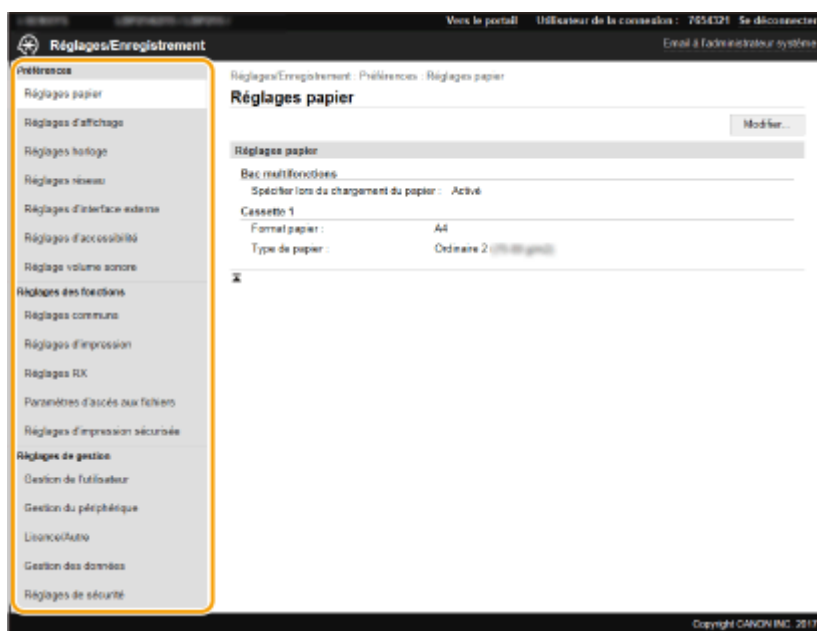 Vers le portail Utilisateur de la connexion : 7654321 Se déconnecter
Réglages/Enregistrement
Email à l'administrateur système
Préférences
Réglages papier
Réglages d'affichage
Réglages horloge
Réglages réseau
Réglages d'interface externe
Réglages d'accessibilité
Réglage volume sonore
Réglages des fonctions
Réglages communs
Réglages d'impression
Réglages RX
Paramètres d'accès aux fichiers
Réglages d'impression sécurisée
Réglages de gestion
Gestion de l'utilisateur
Gestion du périphérique
Licence/Autre
Gestion des données
Réglages de sécurité
Réglages/Enregistrement : Préférences : Réglages papier
Réglages papier
Modifier...
Réglages papier
Bac multifonctions
Spécifier lors du chargement du papier : Activé
Cassette 1
Format papier : A4
Type de papier : Ordinaire 2
Copyright CANON INC. 2017